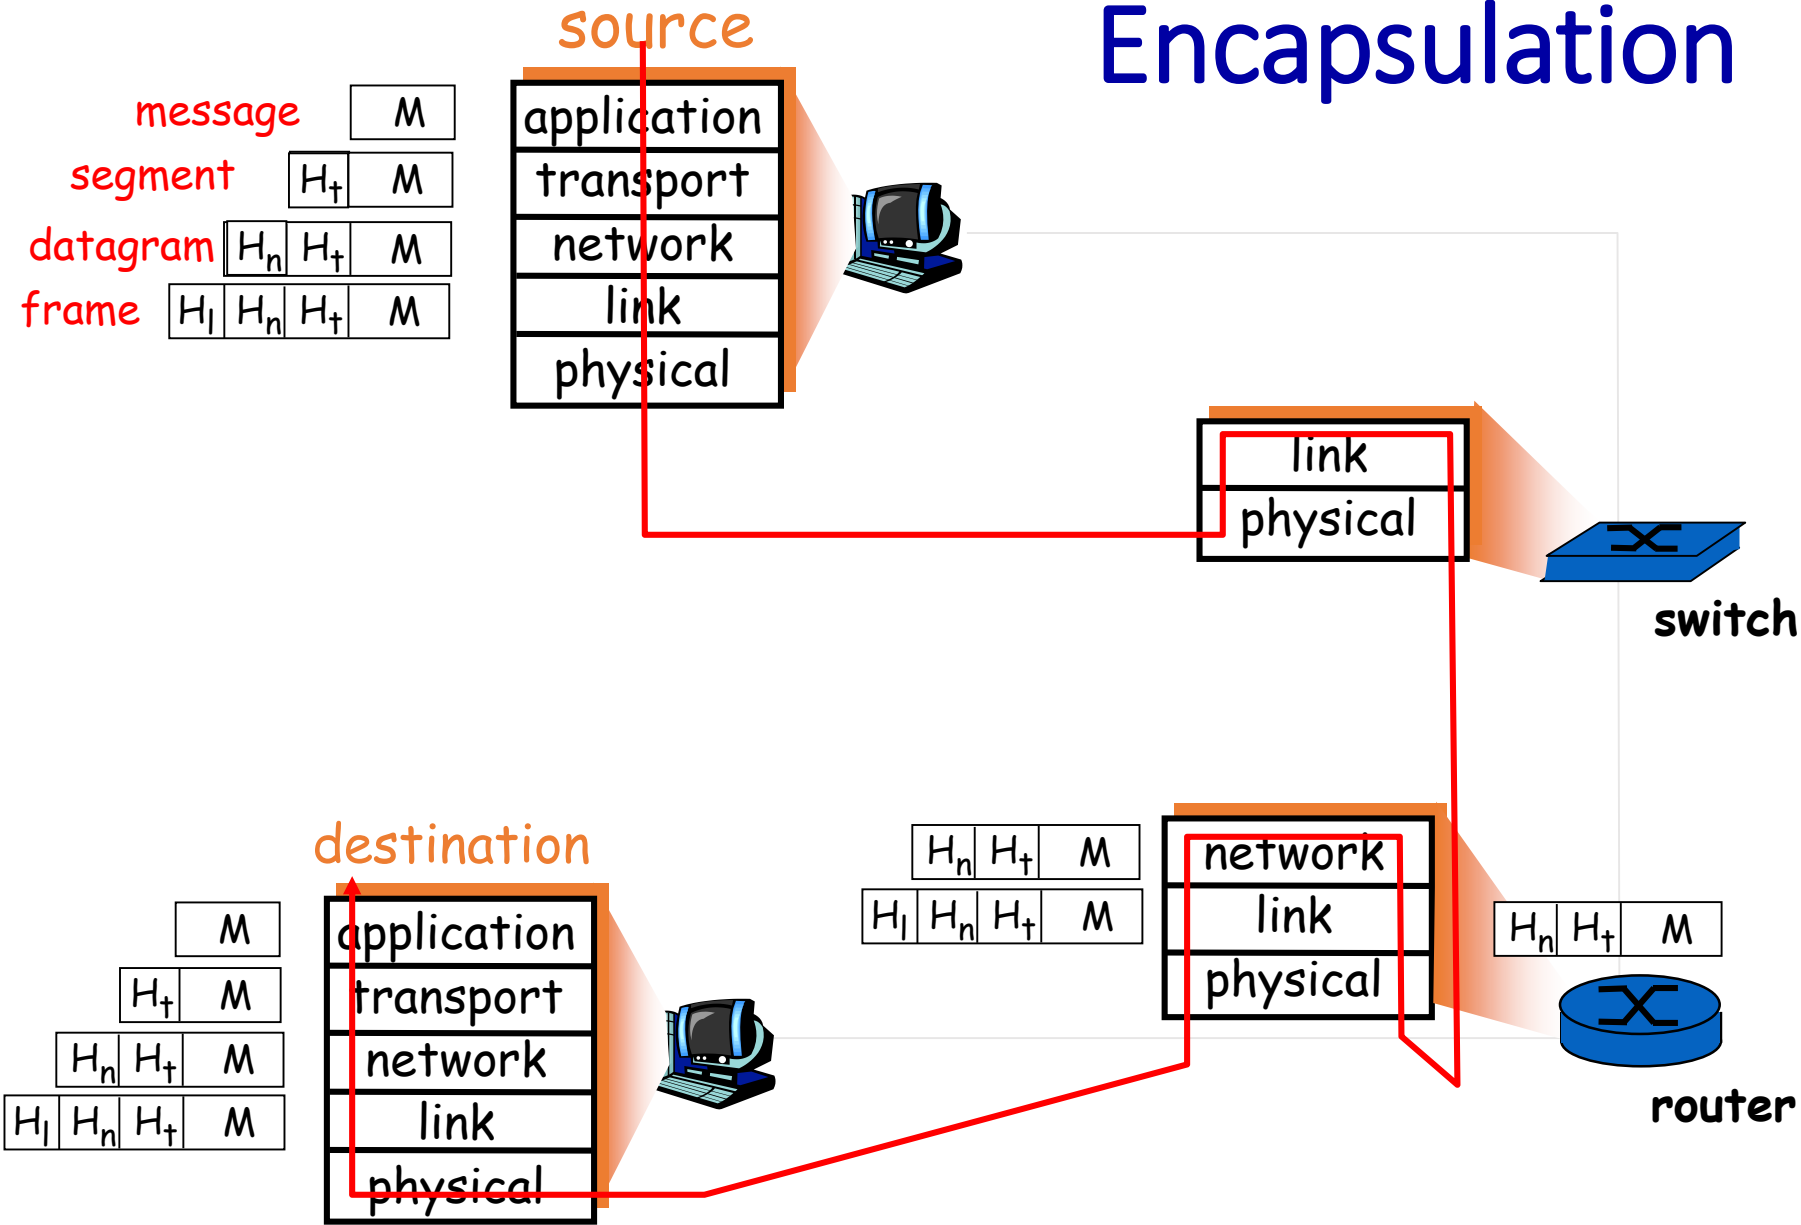 Encapsulation
source
message M
application
segment Ht M
transport
datagram Hn Ht M
network
frame Hl Hn Ht M
link
physical
link
physical
switch
destination
Hn Ht M
network
Hl Hn Ht M
link
Hn Ht M
physical
router
M
application
Ht M
transport
Hn Ht M
network
Hl Hn Ht M
link
physical